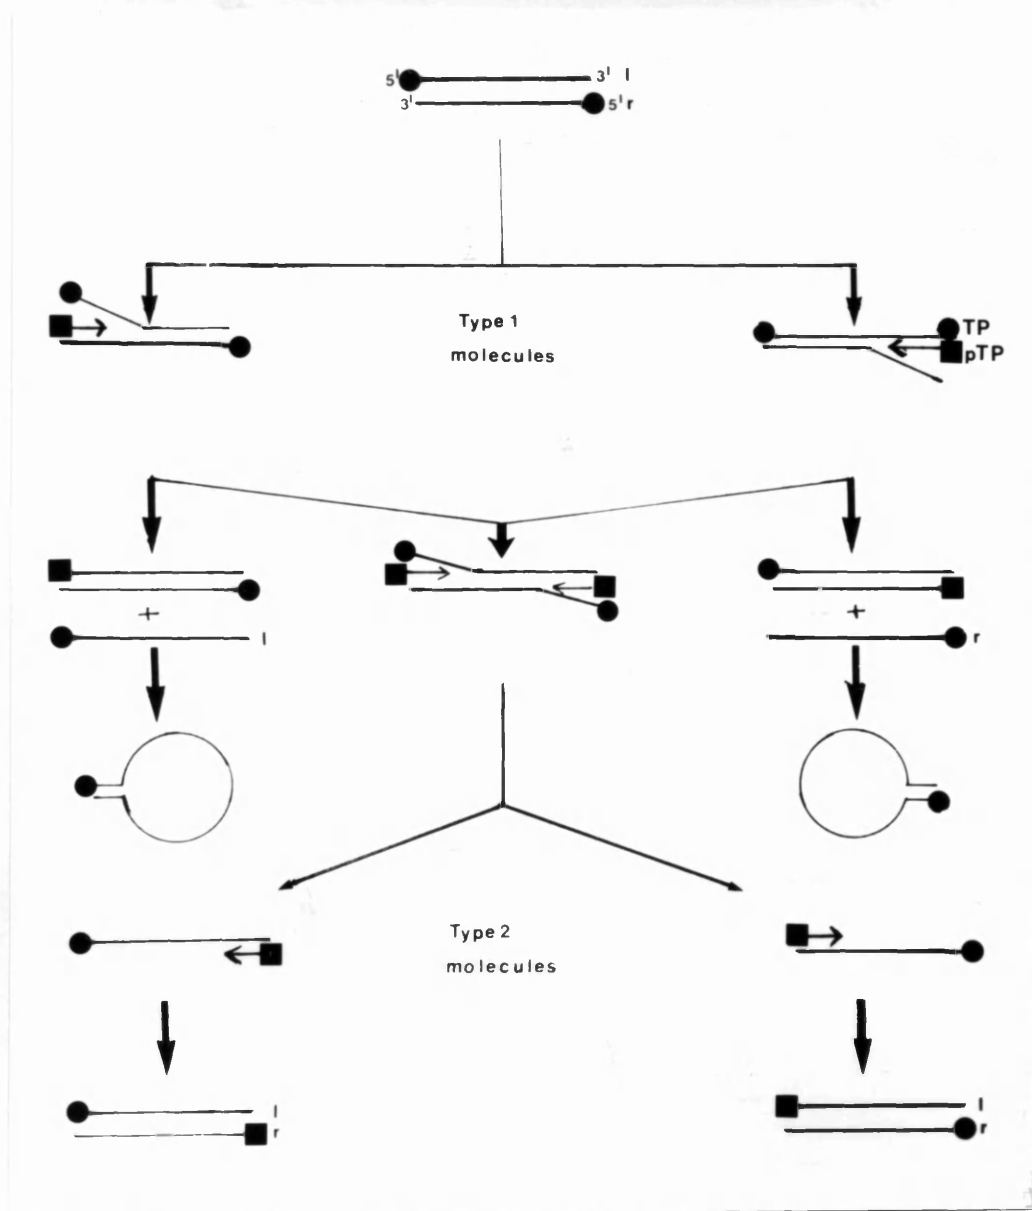 5' 3' l
3' 5' r
Type 1
molecules
TP
pTP
+
+
l
r
Type 2
molecules
l
r
l
r